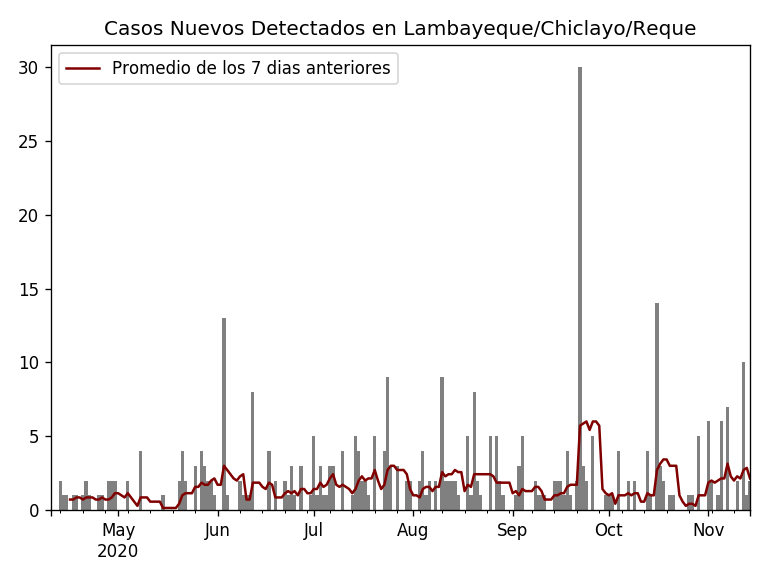 Casos Nuevos Detectados en Lambayeque/Chiclayo/Reque
Promedio de los 7 dias anteriores
30
25
20
15
10
5
0
May Jun Jul Aug Sep Oct Nov
2020